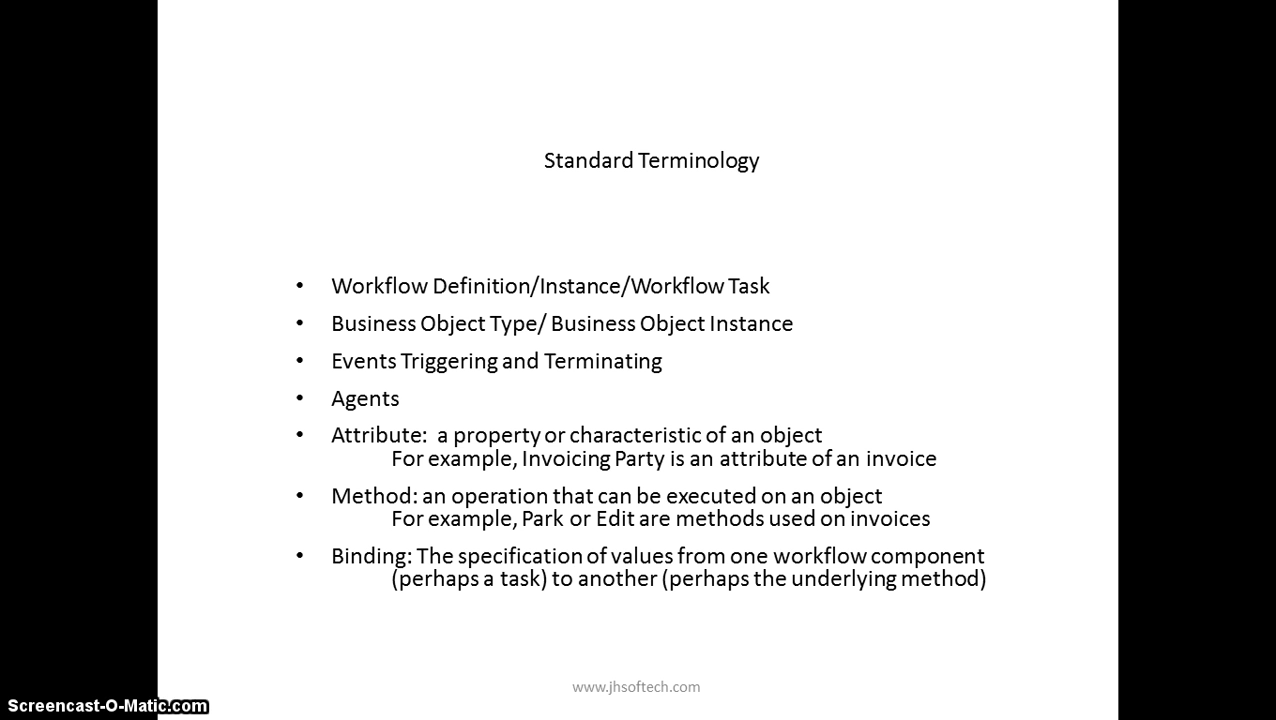 Standard Terminology
• Workflow Definition/Instance/Workflow Task
• Business Object Type/ Business Object Instance
• Events Triggering and Terminating
• Agents
• Attribute: a property or characteristic of an object
For example, Invoicing Party is an attribute of an invoice
• Method: an operation that can be executed on an object
For example, Park or Edit are methods used on invoices
• Binding: The specification of values from one workflow component
(perhaps a task) to another (perhaps the underlying method)
www.jhsoftech.com
Screencast-O-Matic.com